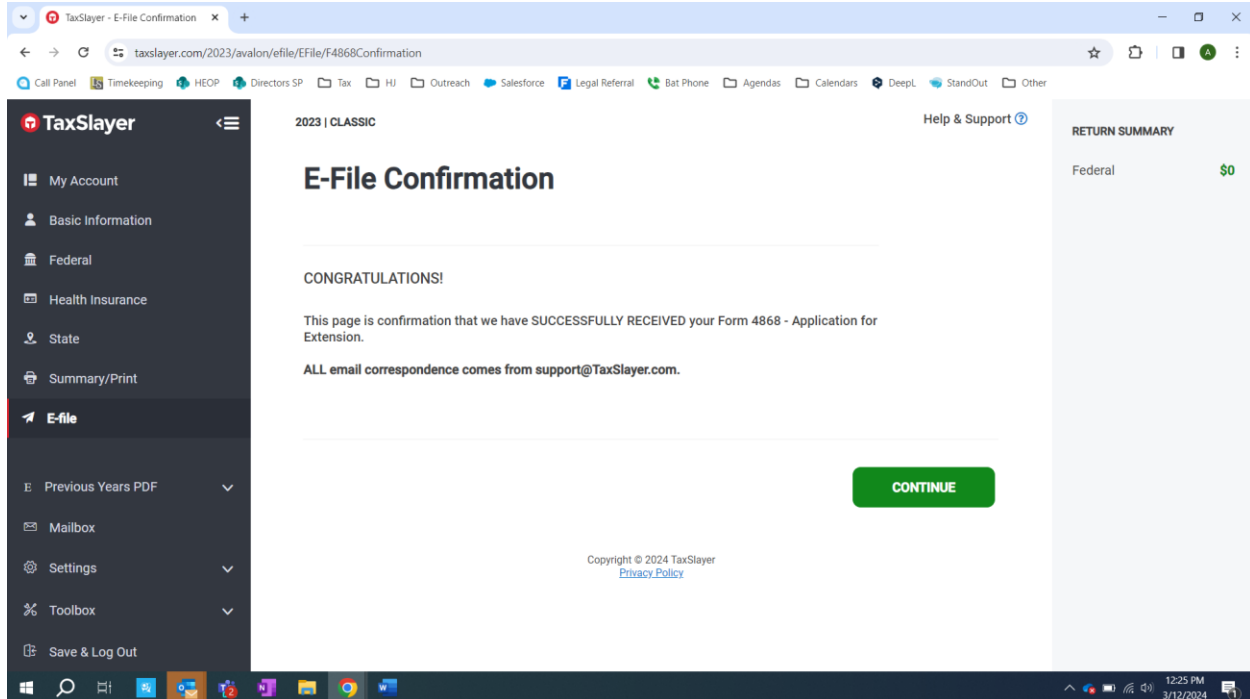 TaxSlayer - E-File Confirmation
taxslayer.com/2023/avalon/efile/EFile/F4868Confirmation
A
Call Panel Timekeeping HEOP Directors SP Tax HJ Outreach Salesforce Legal Referral Bat Phone Agendas Calendars DeepL StandOut Other
TaxSlayer
My Account
Basic Information
Federal
Health Insurance
State
Summary/Print
E-file
E Previous Years PDF
Mailbox
Settings
Toolbox
Save & Log Out
2023 | CLASSIC
Help & Support
E-File Confirmation
CONGRATULATIONS!
This page is confirmation that we have SUCCESSFULLY RECEIVED your Form 4868 - Application for
Extension.
ALL email correspondence comes from support@TaxSlayer.com.
CONTINUE
Copyright © 2024 TaxSlayer
Privacy Policy
RETURN SUMMARY
Federal $0
12:25 PM
3/12/2024